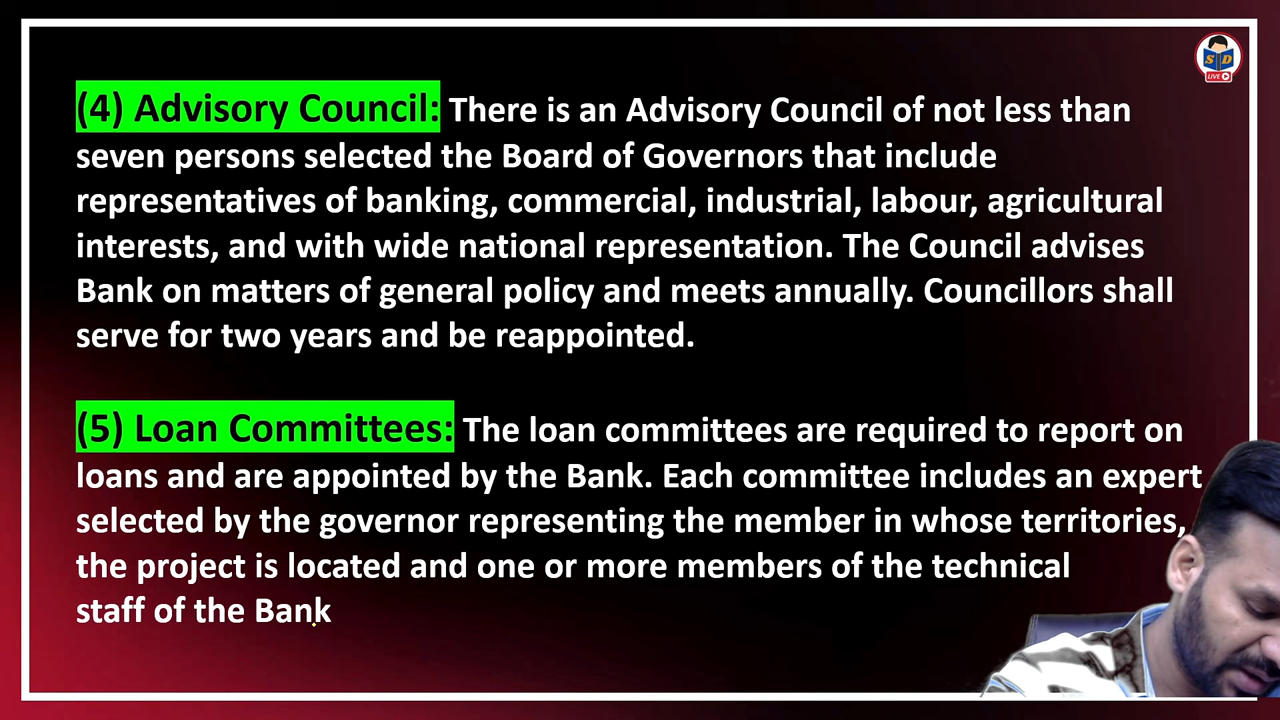 S D
LIVE
(4) Advisory Council: There is an Advisory Council of not less than
seven persons selected the Board of Governors that include
representatives of banking, commercial, industrial, labour, agricultural
interests, and with wide national representation. The Council advises
Bank on matters of general policy and meets annually. Councillors shall
serve for two years and be reappointed.
(5) Loan Committees: The loan committees are required to report on
loans and are appointed by the Bank. Each committee includes an expert
selected by the governor representing the member in whose territories,
the project is located and one or more members of the technical
staff of the Bank